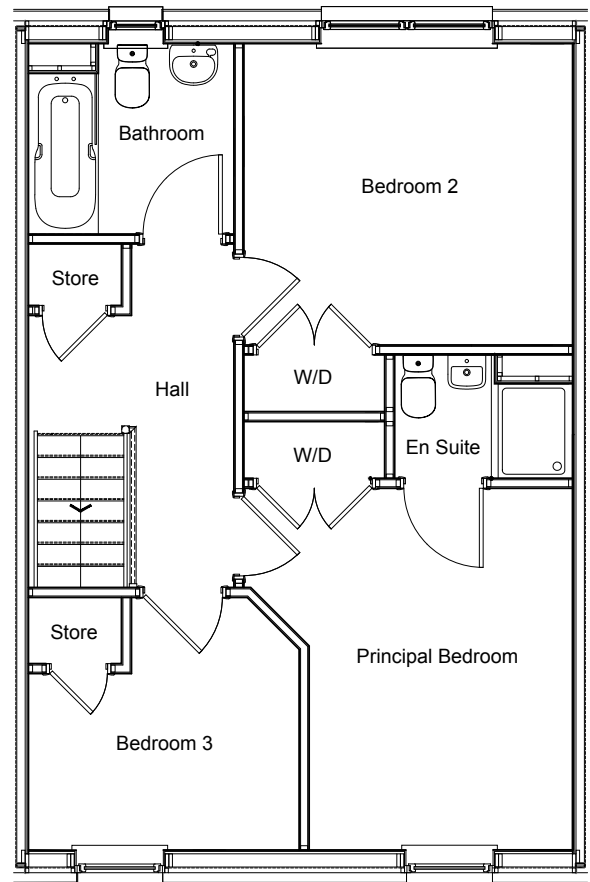 Bathroom
Bedroom 2
Store
W/D
Hall
En Suite
W/D
Store
Principal Bedroom
Bedroom 3